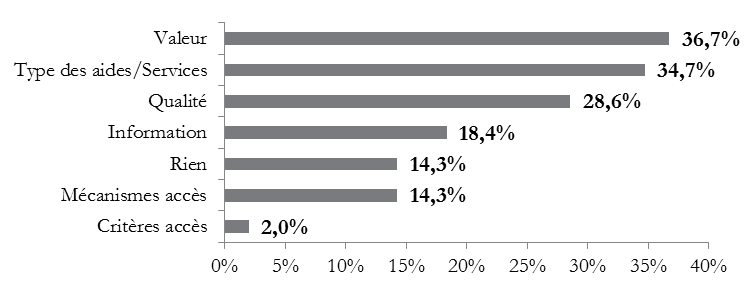 Valeur 36,7%
Type des aides/Services 34,7%
Qualité 28,6%
Information 18,4%
Rien 14,3%
Mécanismes accès 14,3%
Critères accès 2,0%
0% 5% 10% 15% 20% 25% 30% 35% 40%